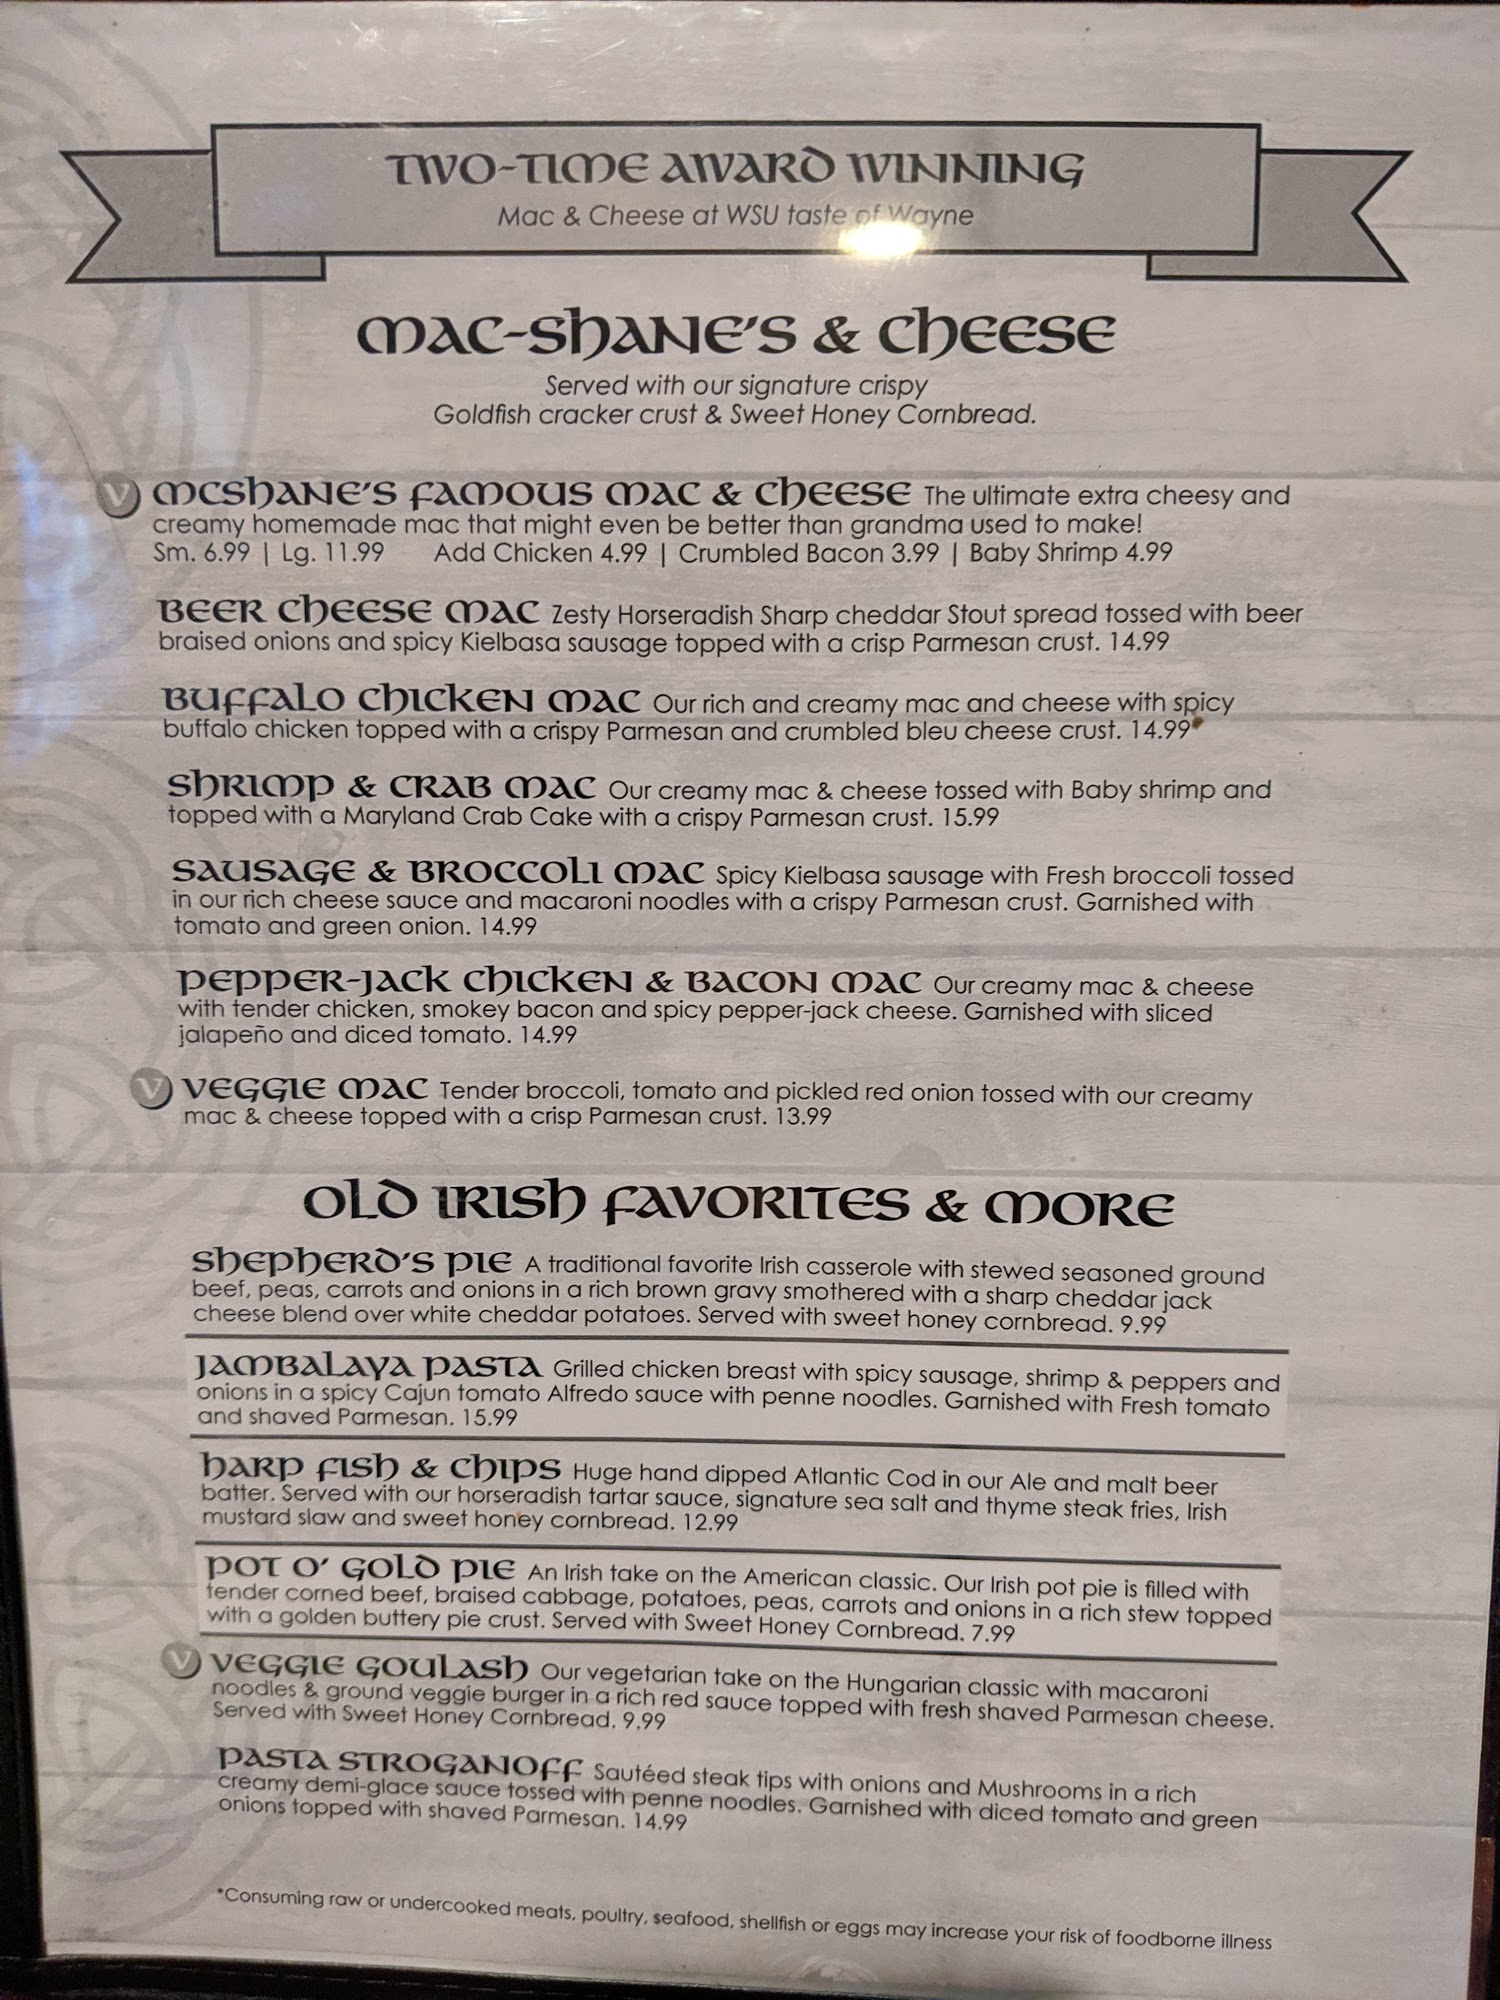 TWO-TIME AWARD WINNING
Mac & Cheese at WSU taste of Wayne
MAC-SHANE'S & CHEESE
Served with our signature crispy
Goldfish cracker crust & Sweet Honey Cornbread.
V MCSHANE'S FAMOUS MAC & CHEESE The ultimate extra cheesy and
creamy homemade mac that might even be better than grandma used to make!
Sm. 6.99 | Lg. 11.99 Add Chicken 4.99 | Crumbled Bacon 3.99 | Baby Shrimp 4.99
BEER CHEESE MAC Zesty Horseradish Sharp cheddar Stout spread tossed with beer
braised onions and spicy Kielbasa sausage topped with a crisp Parmesan crust. 14.99
BUFFALO CHICKEN MAC Our rich and creamy mac and cheese with spicy
buffalo chicken topped with a crispy Parmesan and crumbled bleu cheese crust. 14.99
SHRIMP & CRAB MAC Our creamy mac & cheese tossed with Baby shrimp and
topped with a Maryland Crab Cake with a crispy Parmesan crust. 15.99
SAUSAGE & BROCCOLI MAC Spicy Kielbasa sausage with Fresh broccoli tossed
in our rich cheese sauce and macaroni noodles with a crispy Parmesan crust. Garnished with
tomato and green onion. 14.99
PEPPER-JACK CHICKEN & BACON MAC Our creamy mac & cheese
with tender chicken, smokey bacon and spicy pepper-jack cheese. Garnished with sliced
jalapeño and diced tomato. 14.99
V VEGGIE MAC Tender broccoli, tomato and pickled red onion tossed with our creamy
mac & cheese topped with a crisp Parmesan crust. 13.99
OLD IRISH FAVORITES & MORE
SHEPHERD'S PIE A traditional favorite Irish casserole with stewed seasoned ground
beef, peas, carrots and onions in a rich brown gravy smothered with a sharp cheddar jack
cheese blend over white cheddar potatoes. Served with sweet honey cornbread. 9.99
JAMBALAYA PASTA Grilled chicken breast with spicy sausage, shrimp & peppers and
onions in a spicy Cajun tomato Alfredo sauce with penne noodles. Garnished with Fresh tomato
and shaved Parmesan. 15.99
HARP FISH & CHIPS Huge hand dipped Atlantic Cod in our Ale and malt beer
batter. Served with our horseradish tartar sauce, signature sea salt and thyme steak fries, Irish
mustard slaw and sweet honey cornbread. 12.99
POT O' GOLD PIE An Irish take on the American classic. Our Irish pot pie is filled with
tender corned beef, braised cabbage, potatoes, peas, carrots and onions in a rich stew topped
with a golden buttery pie crust. Served with Sweet Honey Cornbread. 7.99
V VEGGIE GOULASH Our vegetarian take on the Hungarian classic with macaroni
noodles & ground veggie burger in a rich red sauce topped with fresh shaved Parmesan cheese.
Served with Sweet Honey Cornbread. 9.99
PASTA STROGANOFF Sautéed steak tips with onions and Mushrooms in a rich
creamy demi-glace sauce tossed with penne noodles. Garnished with diced tomato and green
onions topped with shaved Parmesan. 14.99
*Consuming raw or undercooked meats, poultry, seafood, shellfish or eggs may increase your risk of foodborne illness